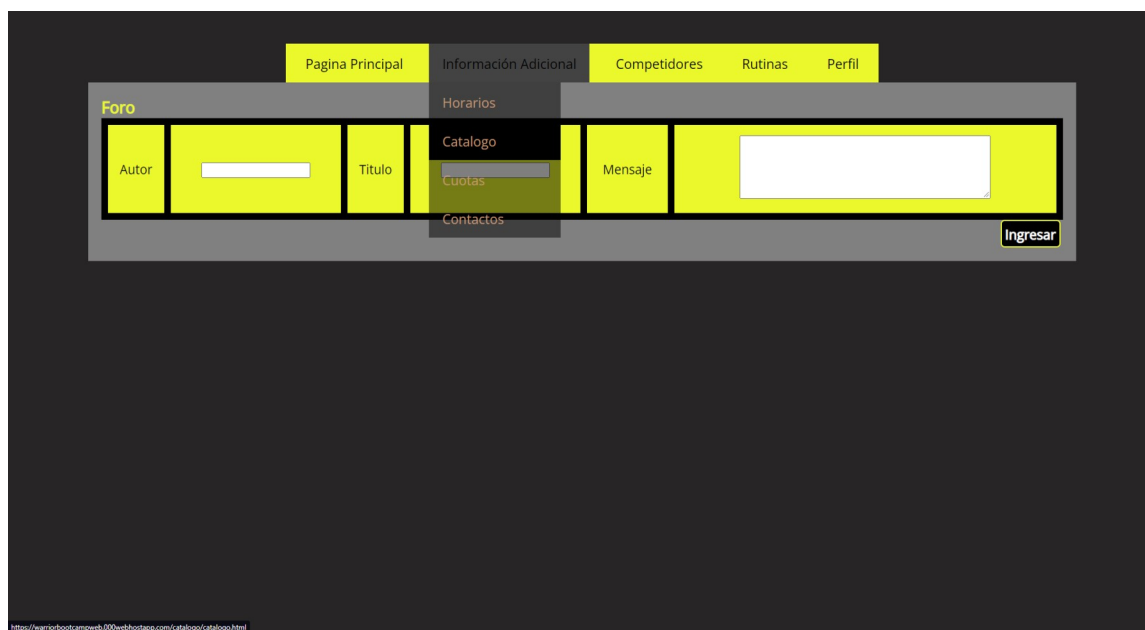 Pagina Principal Información Adicional Competidores Rutinas Perfil
Horarios
Foro
Catalogo
Autor Titulo Mensaje
Cuotas
Contactos
Ingresar
https://warriorbootcampweb.000webhostapp.com/catalogo/catalogo.html